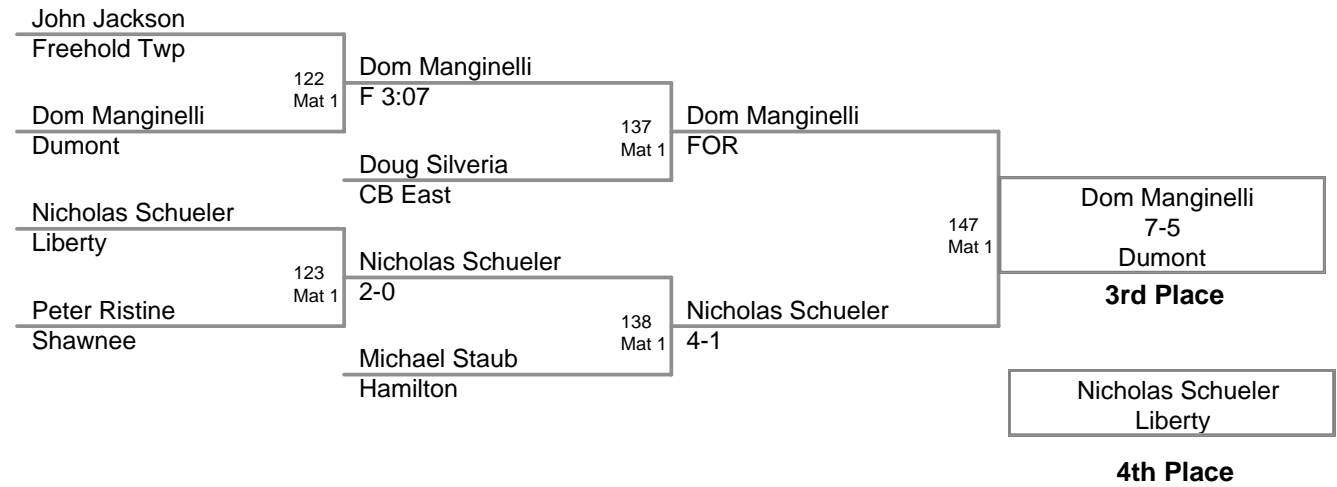 John Jackson
Freehold Twp
122
Mat 1
Dom Manginelli
F 3:07
Dom Manginelli
Dumont
137
Mat 1
Dom Manginelli
FOR
Doug Silveria
CB East
Nicholas Schueler
Liberty
147
Mat 1
Dom Manginelli
7-5
Dumont
3rd Place
123
Mat 1
Nicholas Schueler
2-0
Peter Ristine
Shawnee
138
Mat 1
Nicholas Schueler
4-1
Michael Staub
Hamilton
Nicholas Schueler
Liberty
4th Place